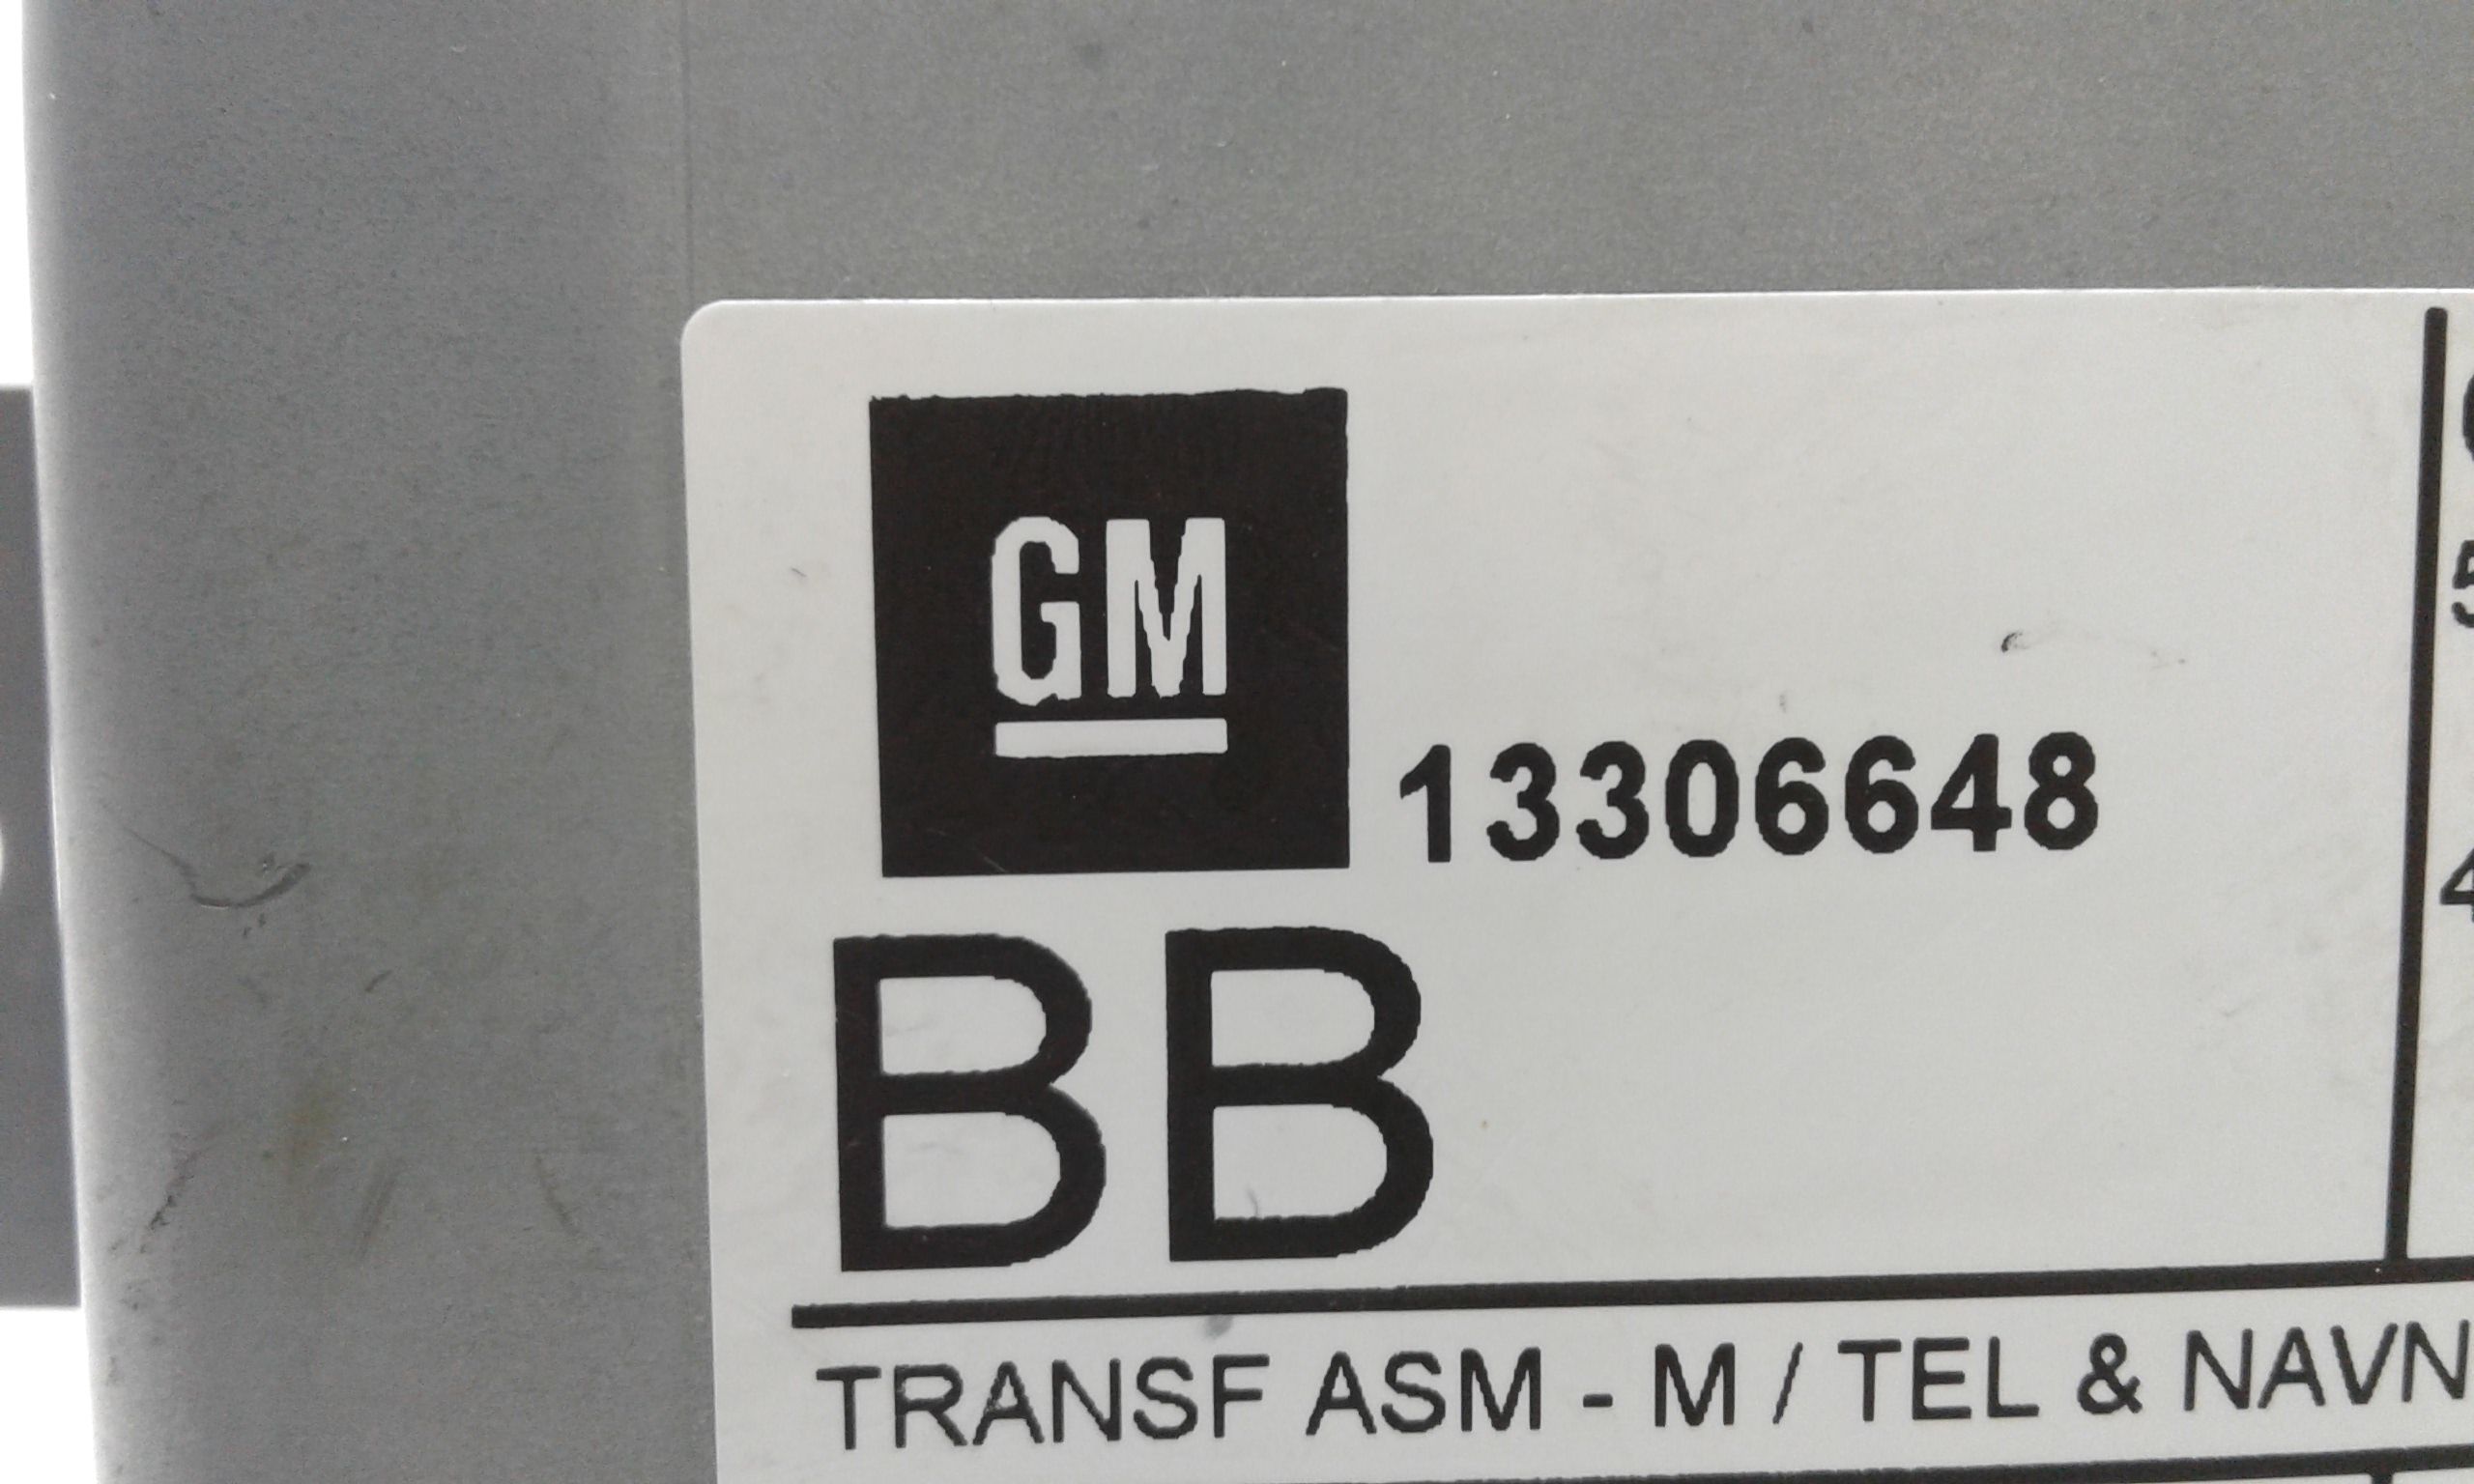 GM
13306648
BB
TRANSF ASM - M / TEL & NAVN